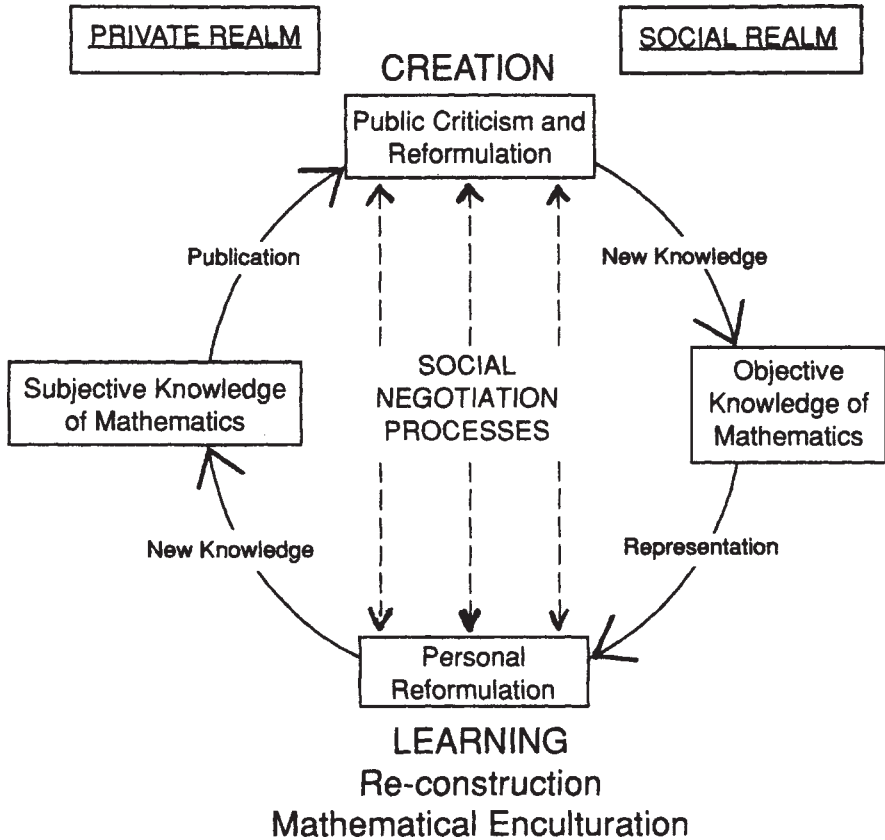 PRIVATE REALM
SOCIAL REALM
CREATION
Public Criticism and
Reformulation
Publication
New Knowledge
Subjective Knowledge
of Mathematics
SOCIAL
NEGOTIATION
PROCESSES
Objective
Knowledge of
Mathematics
New Knowledge
Representation
Personal
Reformulation
LEARNING
Re-construction
Mathematical Enculturation